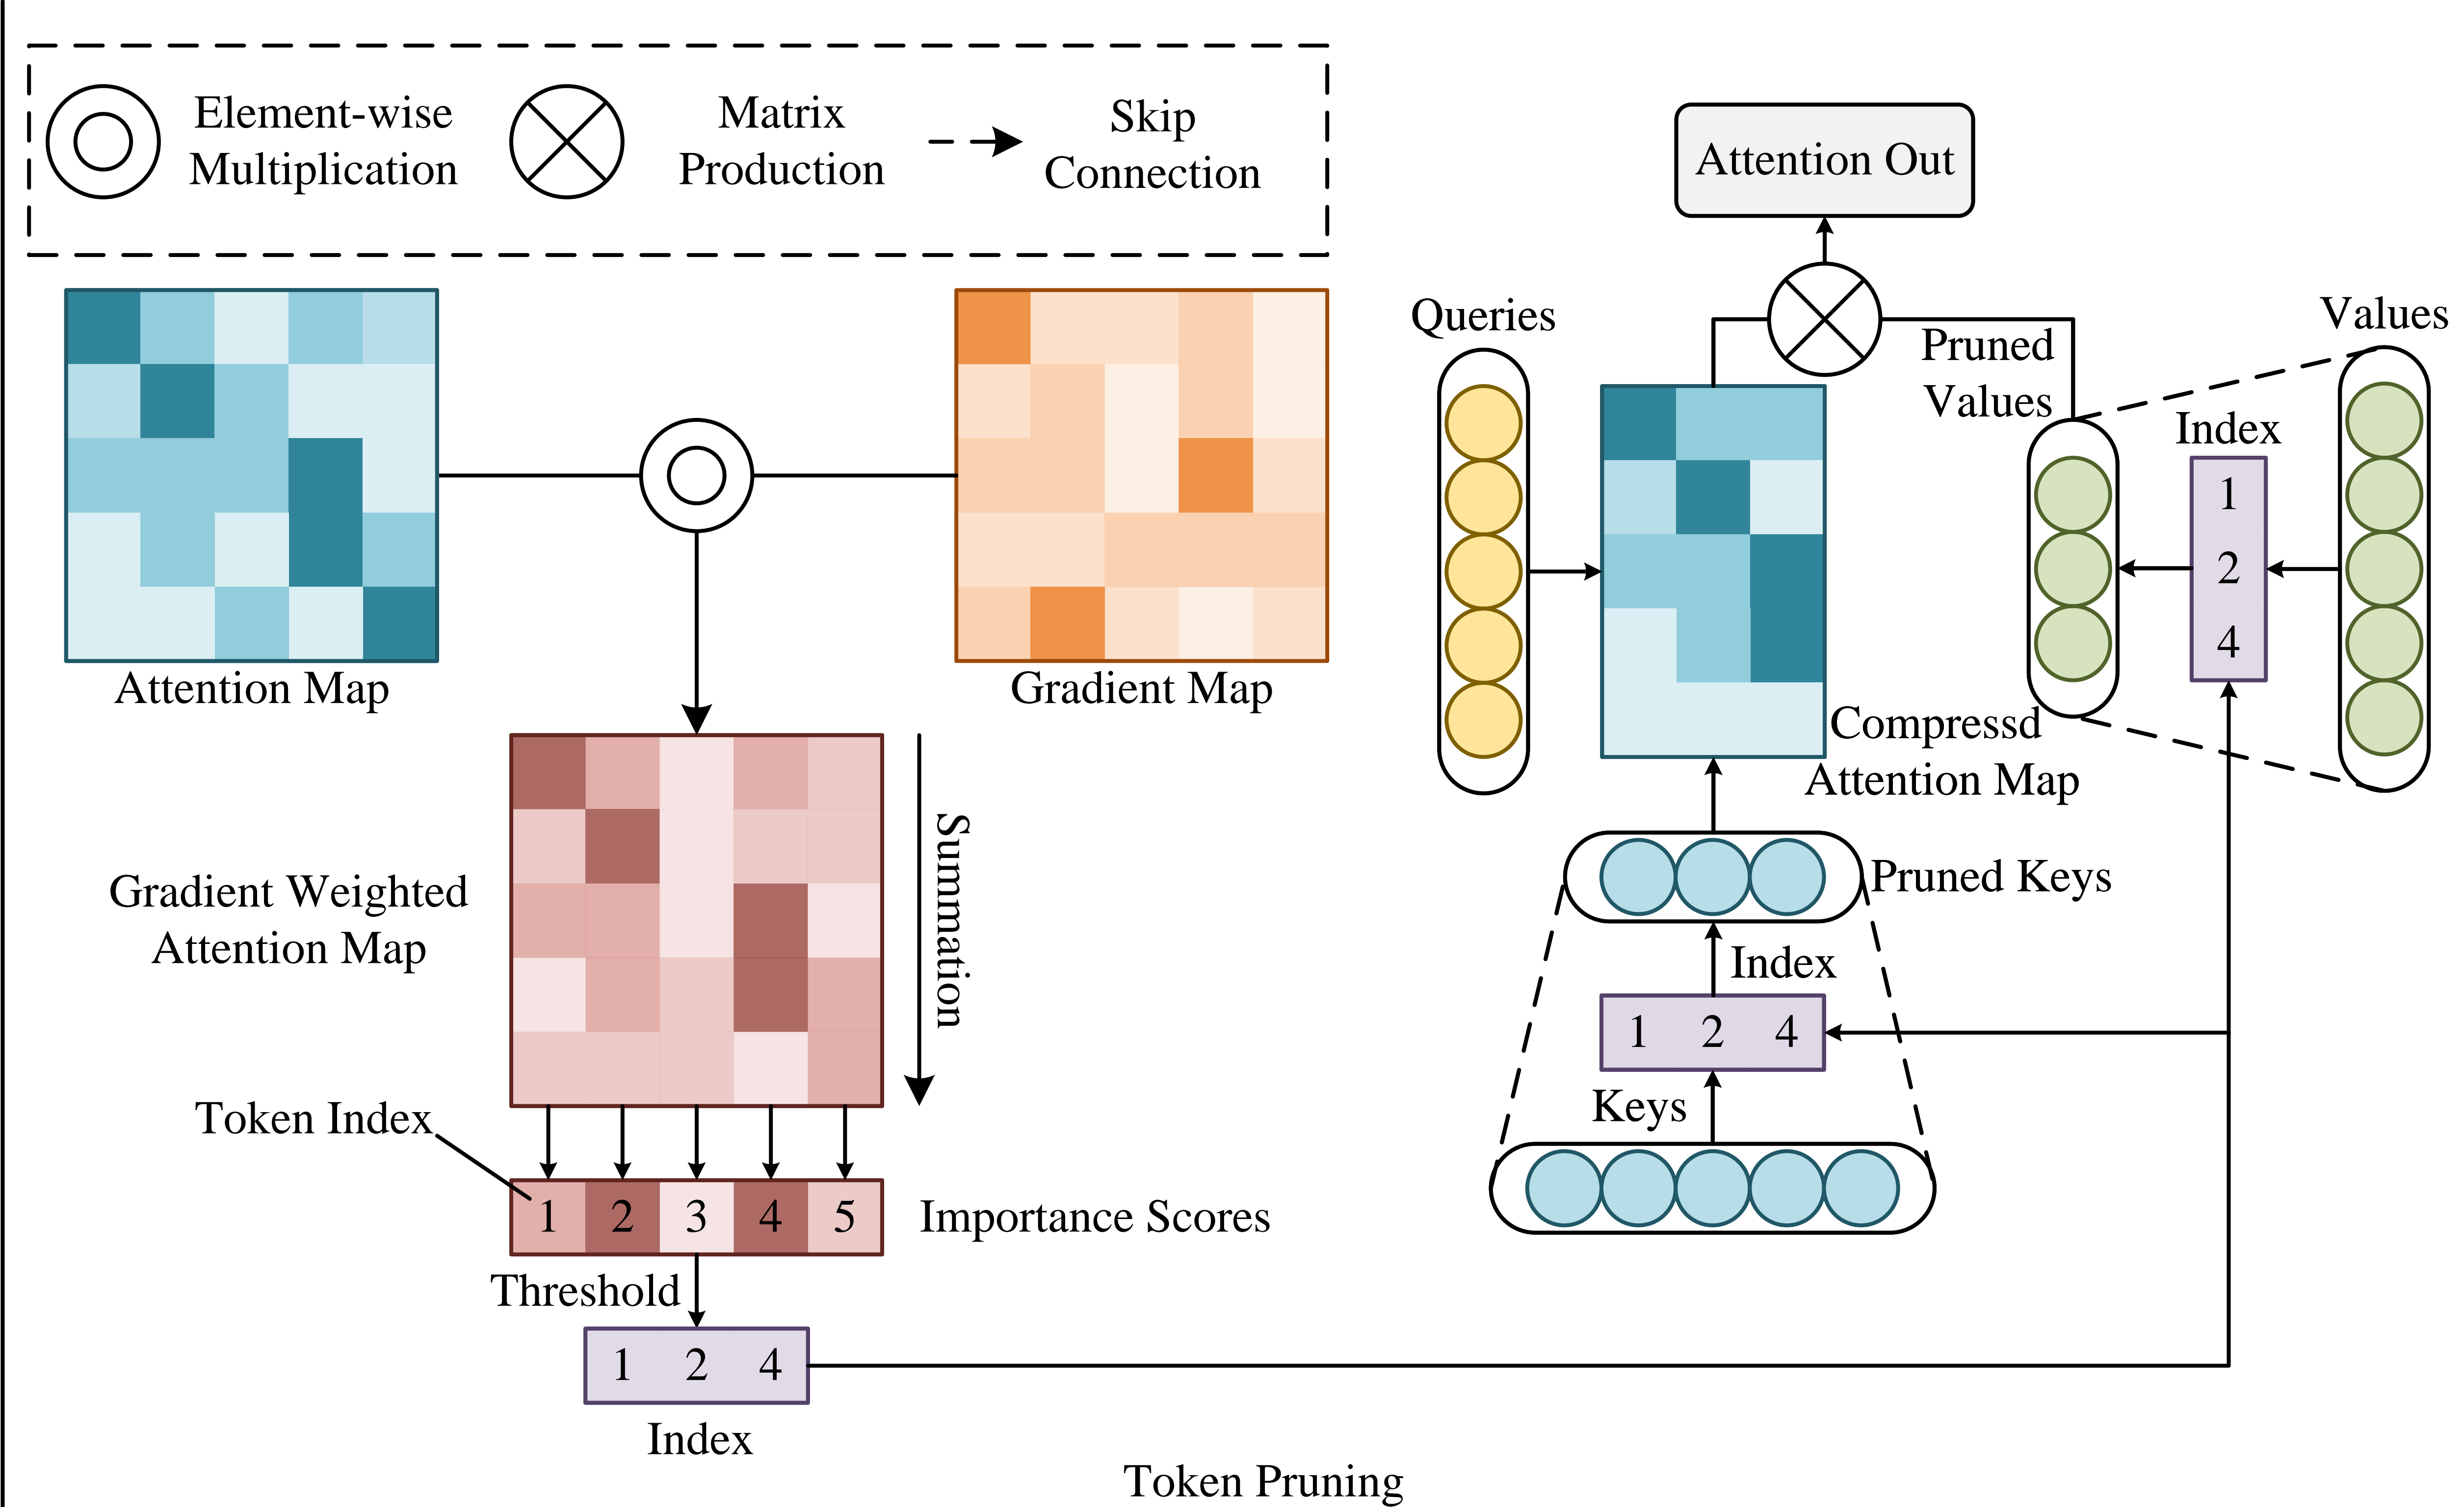 Element-wise
Multiplication
Matrix
Production
Skip
Connection
Attention Map
Gradient Map
Gradient Weighted
Attention Map
Summation
Token Index
1 2 3 4 5
Importance Scores
Threshold
1 2 4
Index
Attention Out
Queries
Pruned
Values
Values
Index
1
2
4
Compressd
Attention Map
Pruned Keys
Index
1 2 4
Keys
Token Pruning